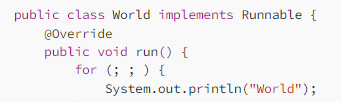 public class World implements Runnable {
@Override
public void run() {
for (; ; ) {
System.out.println("World");